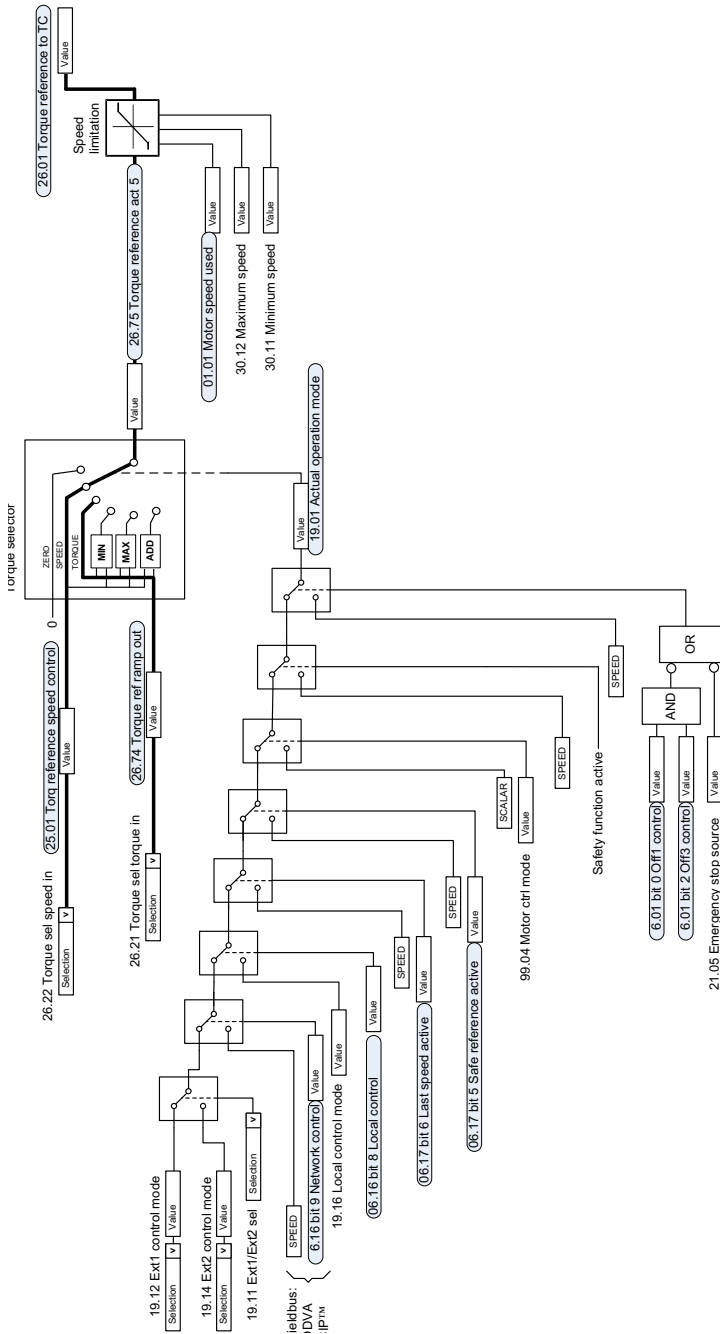 Torque selector
0
ZERO
SPEED
TORQUE
MIN
MAX
ADD
26.22 Torque sel speed in
Selection v
25.01 Torq reference speed control
Value
26.21 Torque sel torque in
Selection v
26.74 Torque ref ramp out
Value
Value
26.75 Torque reference act 5
Speed
limitation
26.01 Torque reference to TC
Value
01.01 Motor speed used
Value
30.12 Maximum speed
Value
30.11 Minimum speed
Value
19.12 Ext1 control mode
Selection v
Value
19.14 Ext2 control mode
Selection v
Value
19.11 Ext1/Ext2 sel
Selection v
ieldbus:
DDVA
CIP™
SPEED
6.16 bit 9 Network control
Value
19.16 Local control mode
Value
06.16 bit 8 Local control
Value
SPEED
06.17 bit 6 Last speed active
Value
SPEED
06.17 bit 5 Safe reference active
Value
SCALAR
99.04 Motor ctrl mode
Value
SPEED
Safety function active
SPEED
Value
19.01 Actual operation mode
6.01 bit 0 Off1 control
Value
6.01 bit 2 Off3 control
Value
AND
OR
21.05 Emergency stop source
Value